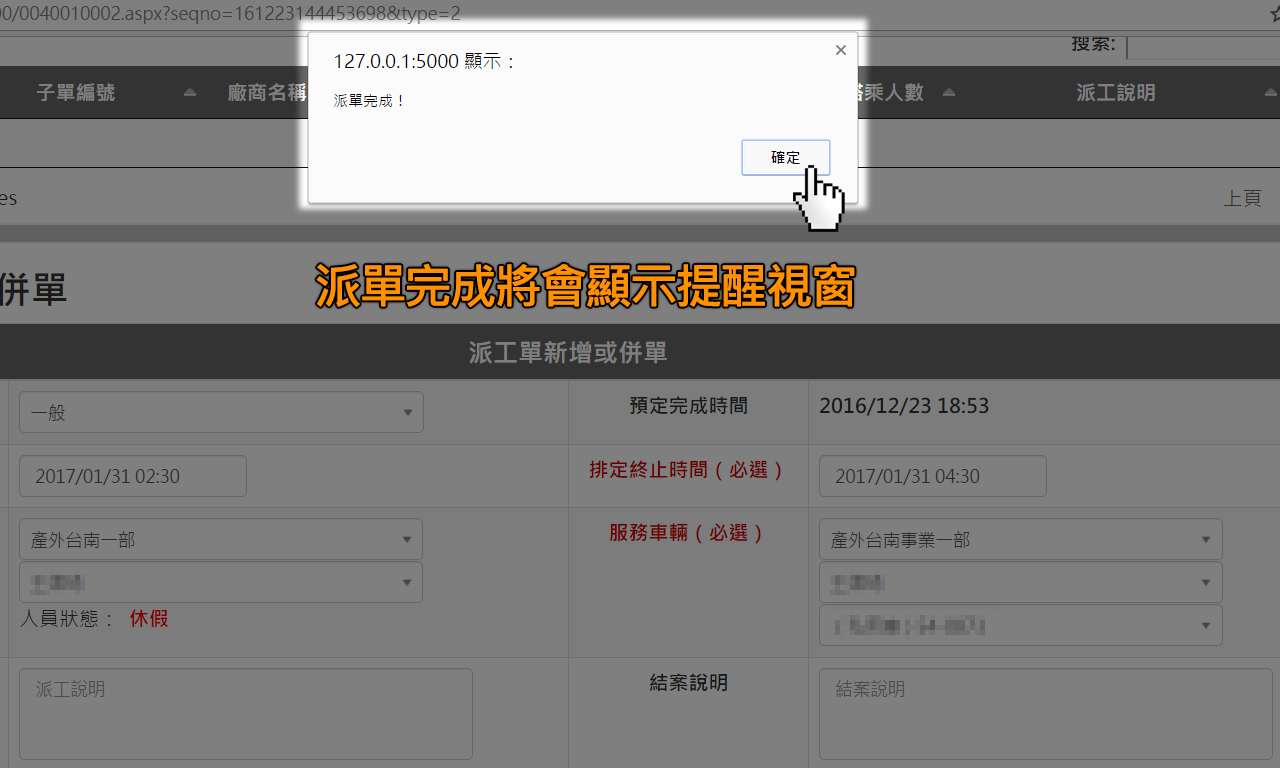 00/0040010002.aspx?seqno=161223144453698&type=2
搜索:
127.0.0.1:5000 顯示：
派單完成！
確定
子單編號
廠商名稱
搭乘人數
派工說明
es
上頁
派單完成將會顯示提醒視窗
併單
派工單新增或併單
一般
預定完成時間
2016/12/23 18:53
2017/01/31 02:30
排定終止時間 ( 必選 )
2017/01/31 04:30
產外台南一部
服務車輛 ( 必選 )
產外台南事業一部
人員狀態： 休假
派工說明
結案說明
結案說明